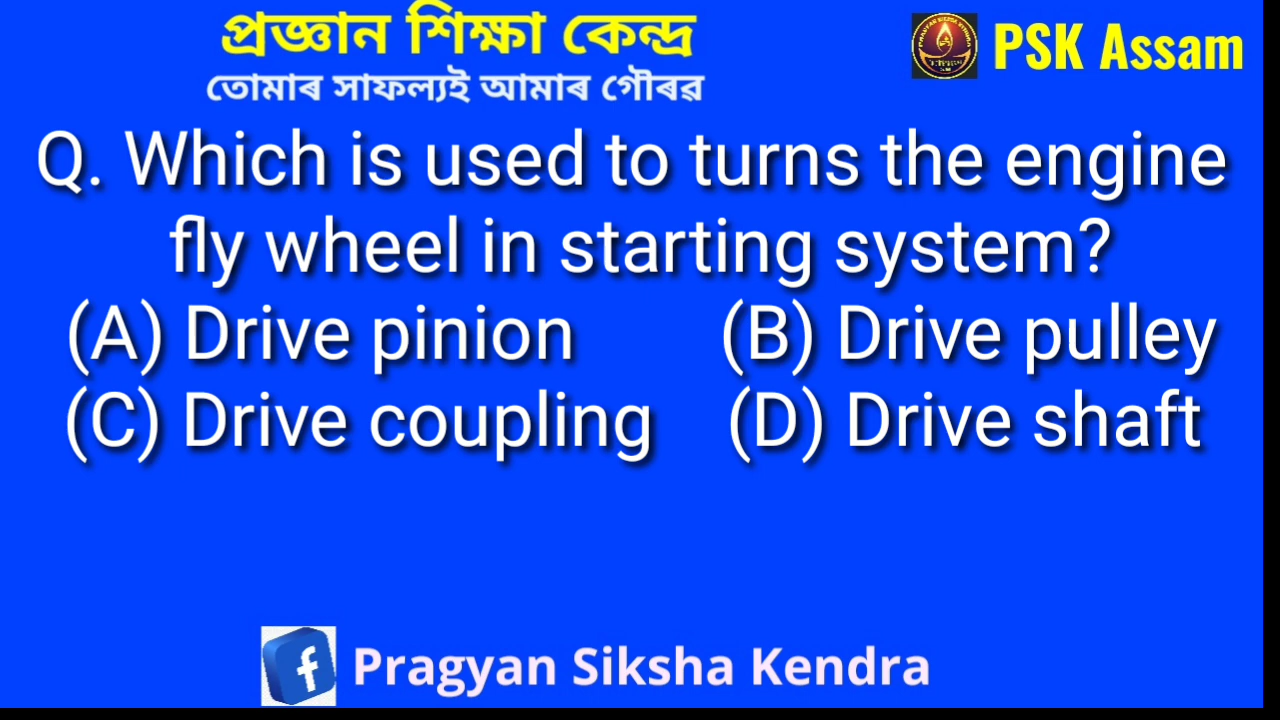 প্ৰজ্ঞান শিক্ষা কেন্দ্ৰ
PSK Assam
তোমাৰ সাফল্যই আমাৰ গৌৰৱ
Q. Which is used to turns the engine
fly wheel in starting system?
(A) Drive pinion (B) Drive pulley
(C) Drive coupling (D) Drive shaft
f Pragyan Siksha Kendra